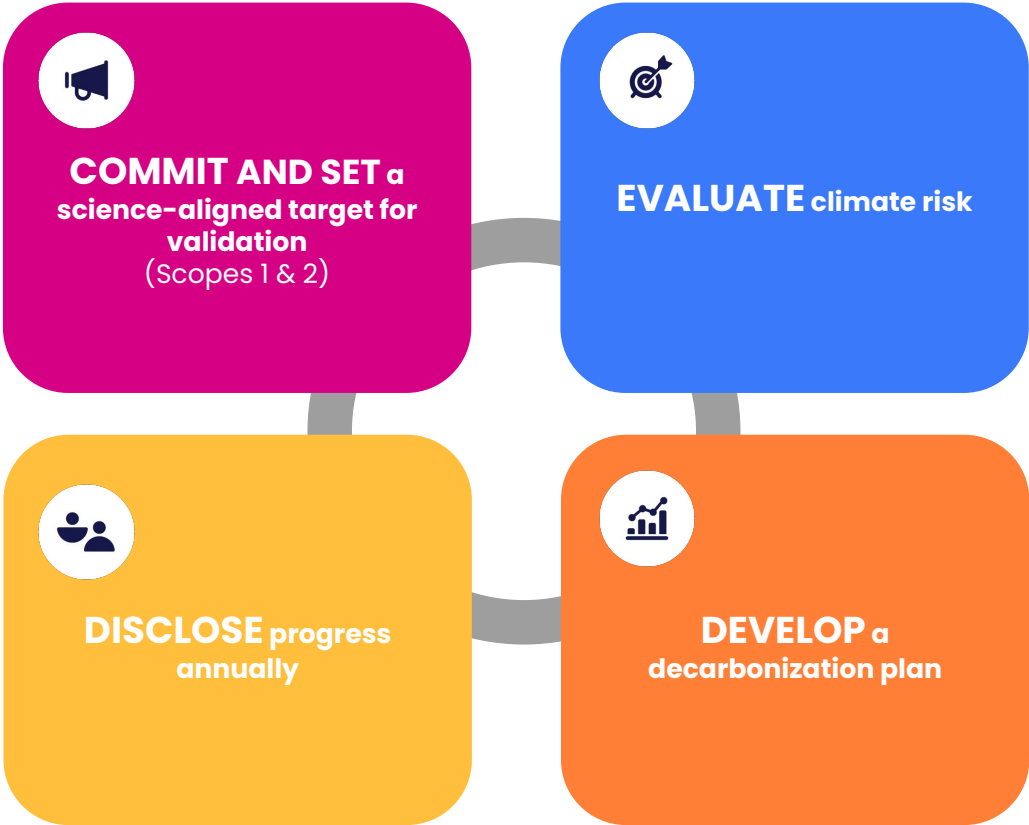 COMMIT AND SET a
science-aligned target for
validation
(Scopes 1 & 2)
EVALUATE climate risk
DISCLOSE progress
annually
DEVELOP a
decarbonization plan